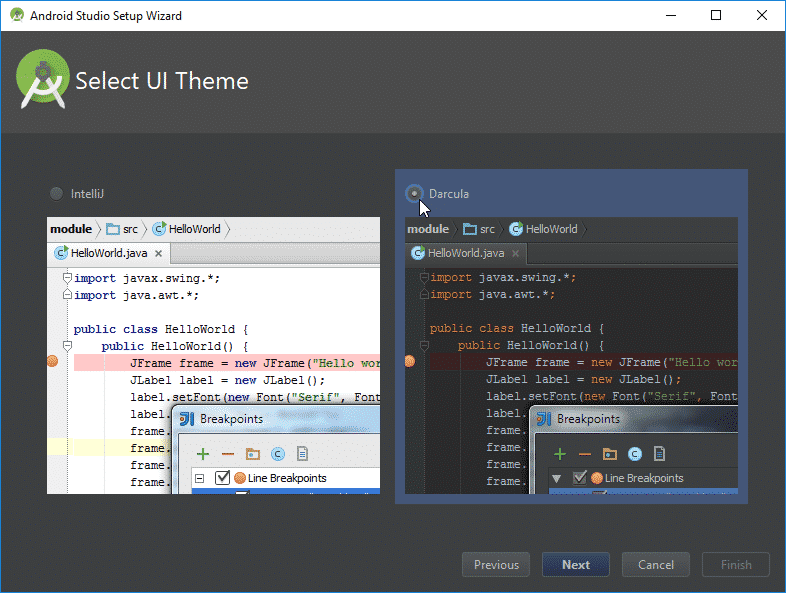 Android Studio Setup Wizard
Select UI Theme
IntelliJ
module src HelloWorld
HelloWorld.java
import javax.swing.*;
import java.awt.*;
public class HelloWorld {
public HelloWorld() {
JFrame frame = new JFrame("Hello wor
JLabel label = new JLabel();
label.setFont(new Font("Serif", Font
label.
frame.
frame.
frame.
frame.
Breakpoints
Line Breakpoints
Darcula
module src HelloWorld
HelloWorld.java
import javax.swing.*;
import java.awt.*;
public class HelloWorld {
public HelloWorld() {
JFrame frame = new JFrame("Hello wor
JLabel label = new JLabel();
label.setFont(new Font("Serif", Font
label.
frame.
frame.
frame.
frame.
Breakpoints
Line Breakpoints
Previous Next Cancel Finish